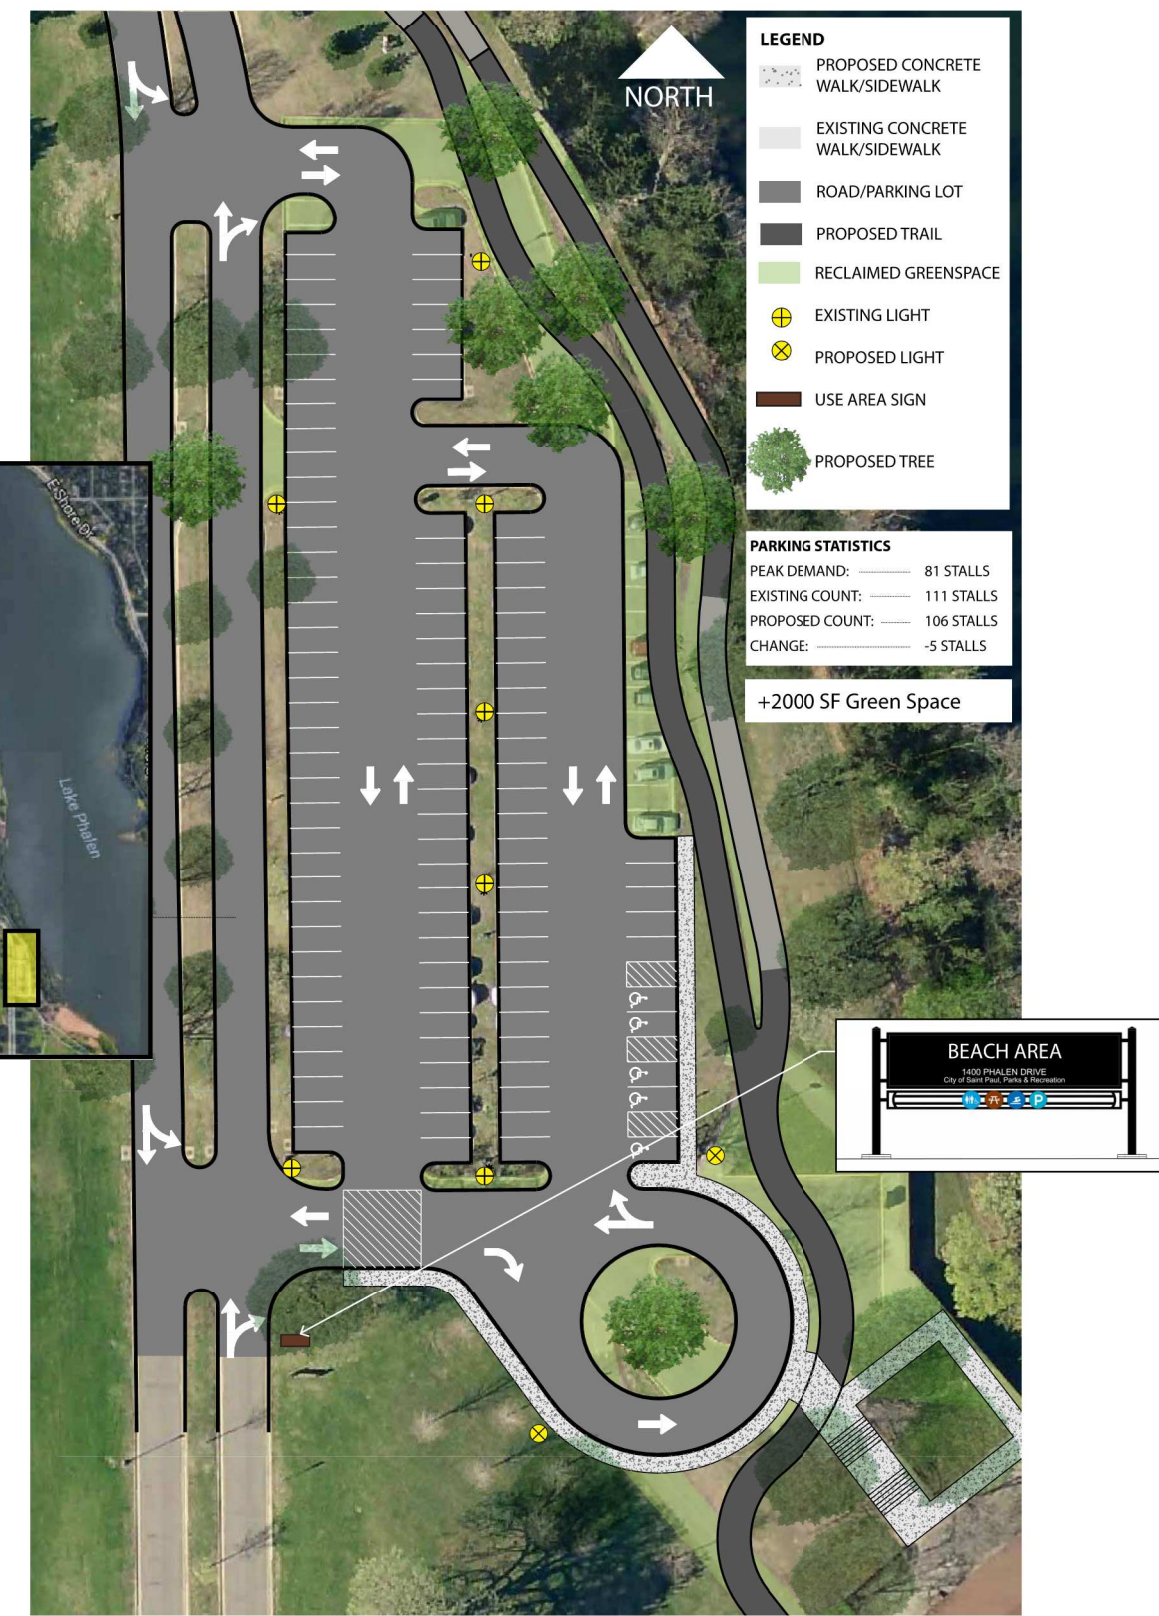 NORTH
LEGEND
PROPOSED CONCRETE
WALK/SIDEWALK
EXISTING CONCRETE
WALK/SIDEWALK
ROAD/PARKING LOT
PROPOSED TRAIL
RECLAIMED GREENSPACE
EXISTING LIGHT
PROPOSED LIGHT
USE AREA SIGN
PROPOSED TREE
PARKING STATISTICS
PEAK DEMAND: 81 STALLS
EXISTING COUNT: 111 STALLS
PROPOSED COUNT: 106 STALLS
CHANGE: -5 STALLS
+2000 SF Green Space
E Shore Dr
Lake Phalen
BEACH AREA
1400 PHALEN DRIVE
City of Saint Paul, Parks & Recreation
P